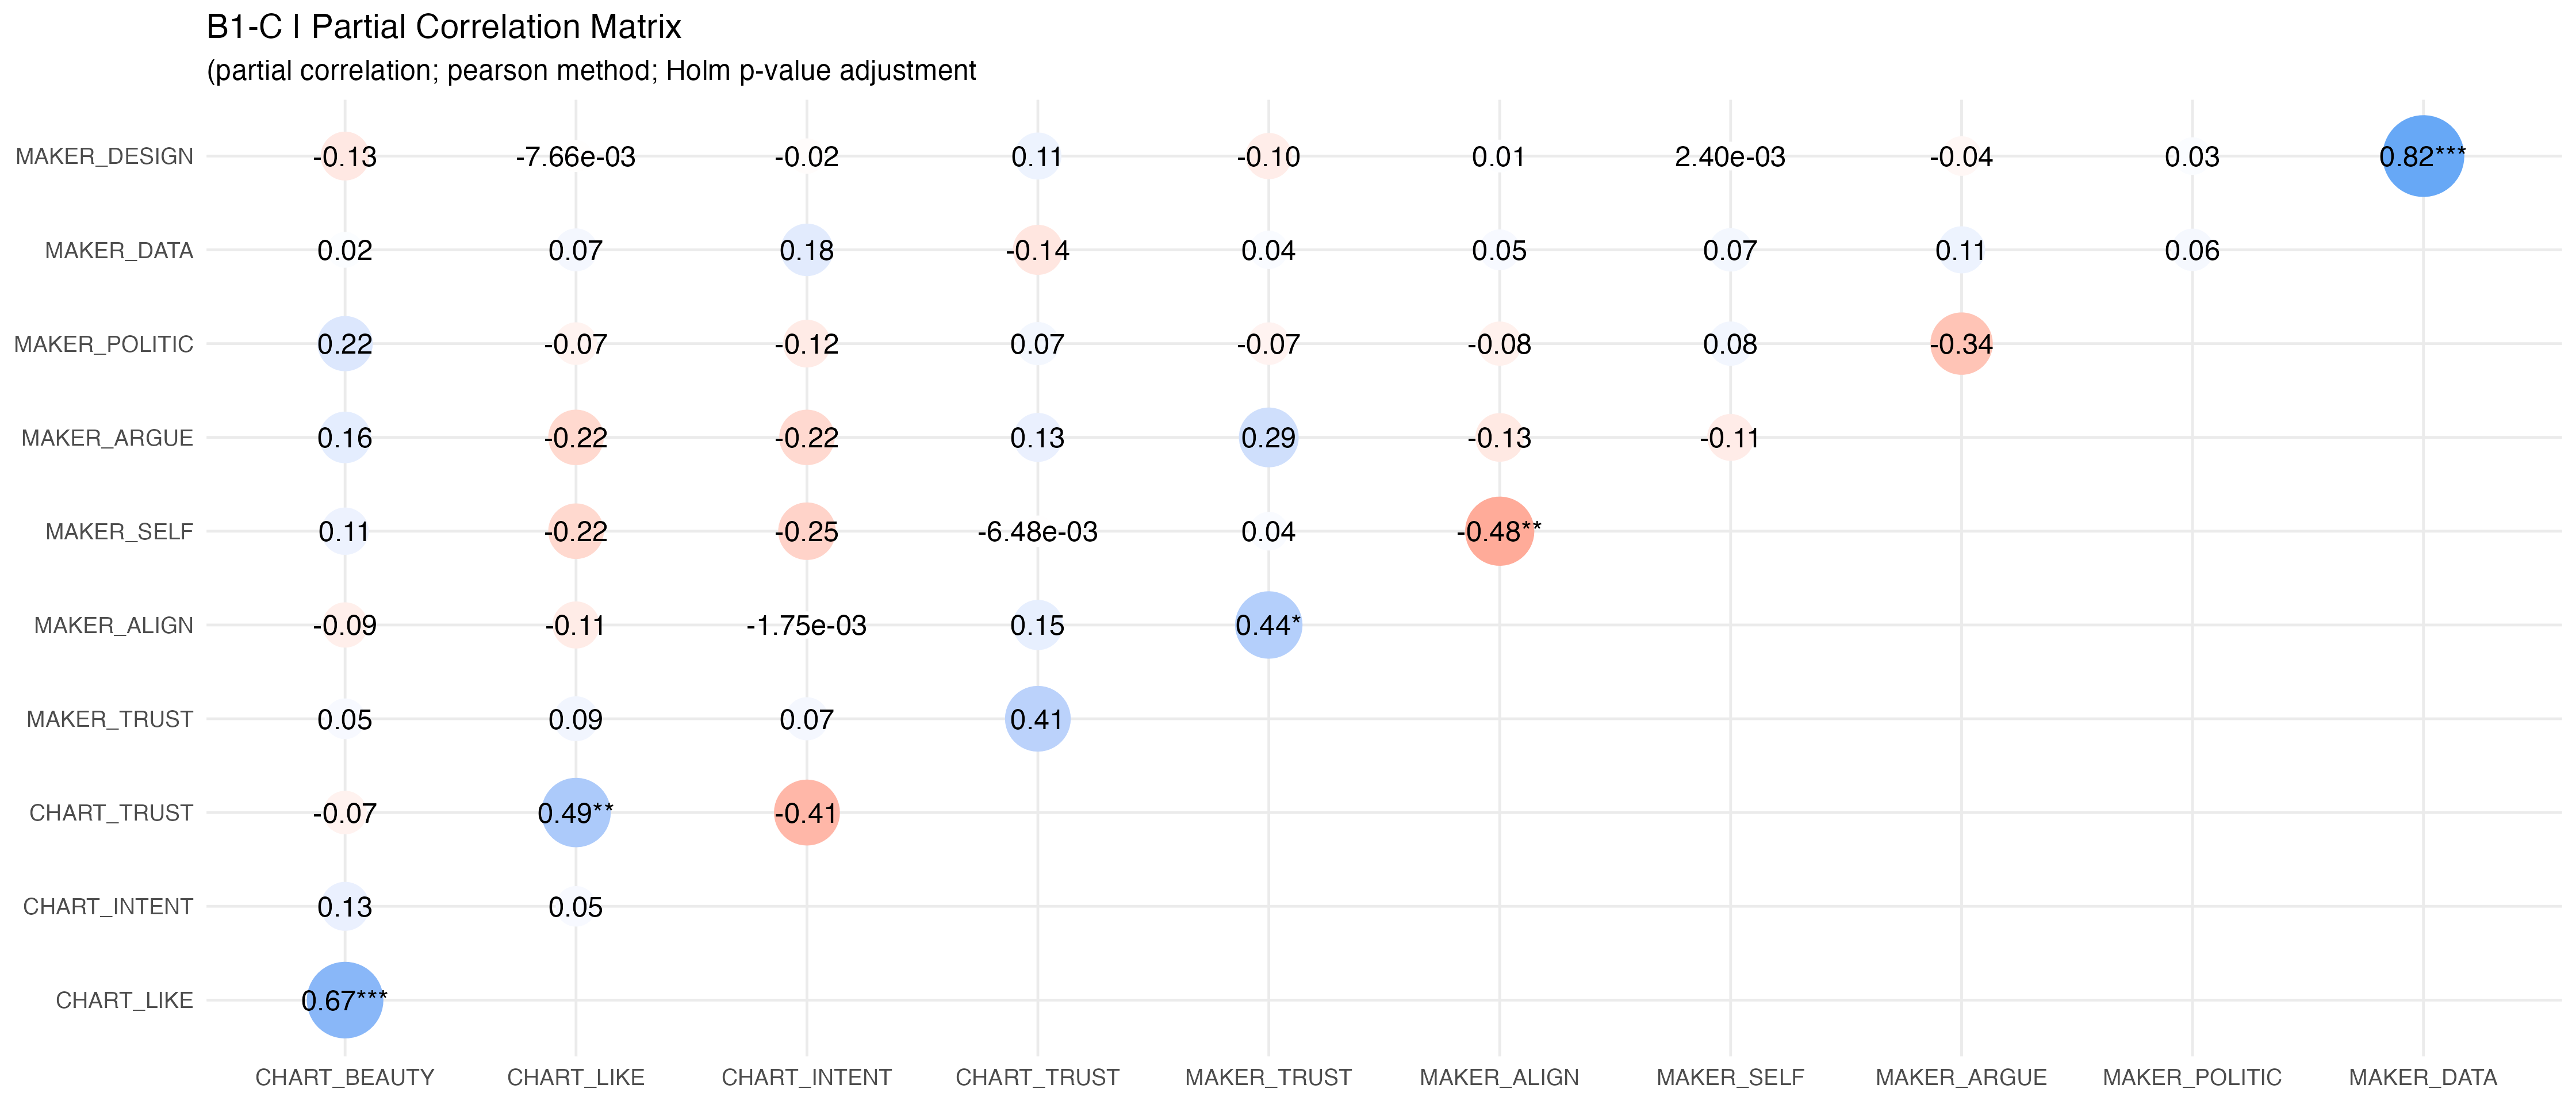 B1-C | Partial Correlation Matrix
(partial correlation; pearson method; Holm p-value adjustment
MAKER_DESIGN -0.13 -7.66e-03 -0.02 0.11 -0.10 0.01 2.40e-03 -0.04 0.03 0.82***
MAKER_DATA 0.02 0.07 0.18 -0.14 0.04 0.05 0.07 0.11 0.06
MAKER_POLITIC 0.22 -0.07 -0.12 0.07 -0.07 -0.08 0.08 -0.34
MAKER_ARGUE 0.16 -0.22 -0.22 0.13 0.29 -0.13 -0.11
MAKER_SELF 0.11 -0.22 -0.25 -6.48e-03 0.04 -0.48**
MAKER_ALIGN -0.09 -0.11 -1.75e-03 0.15 0.44*
MAKER_TRUST 0.05 0.09 0.07 0.41
CHART_TRUST -0.07 0.49** -0.41
CHART_INTENT 0.13 0.05
CHART_LIKE 0.67***
CHART_BEAUTY CHART_LIKE CHART_INTENT CHART_TRUST MAKER_TRUST MAKER_ALIGN MAKER_SELF MAKER_ARGUE MAKER_POLITIC MAKER_DATA